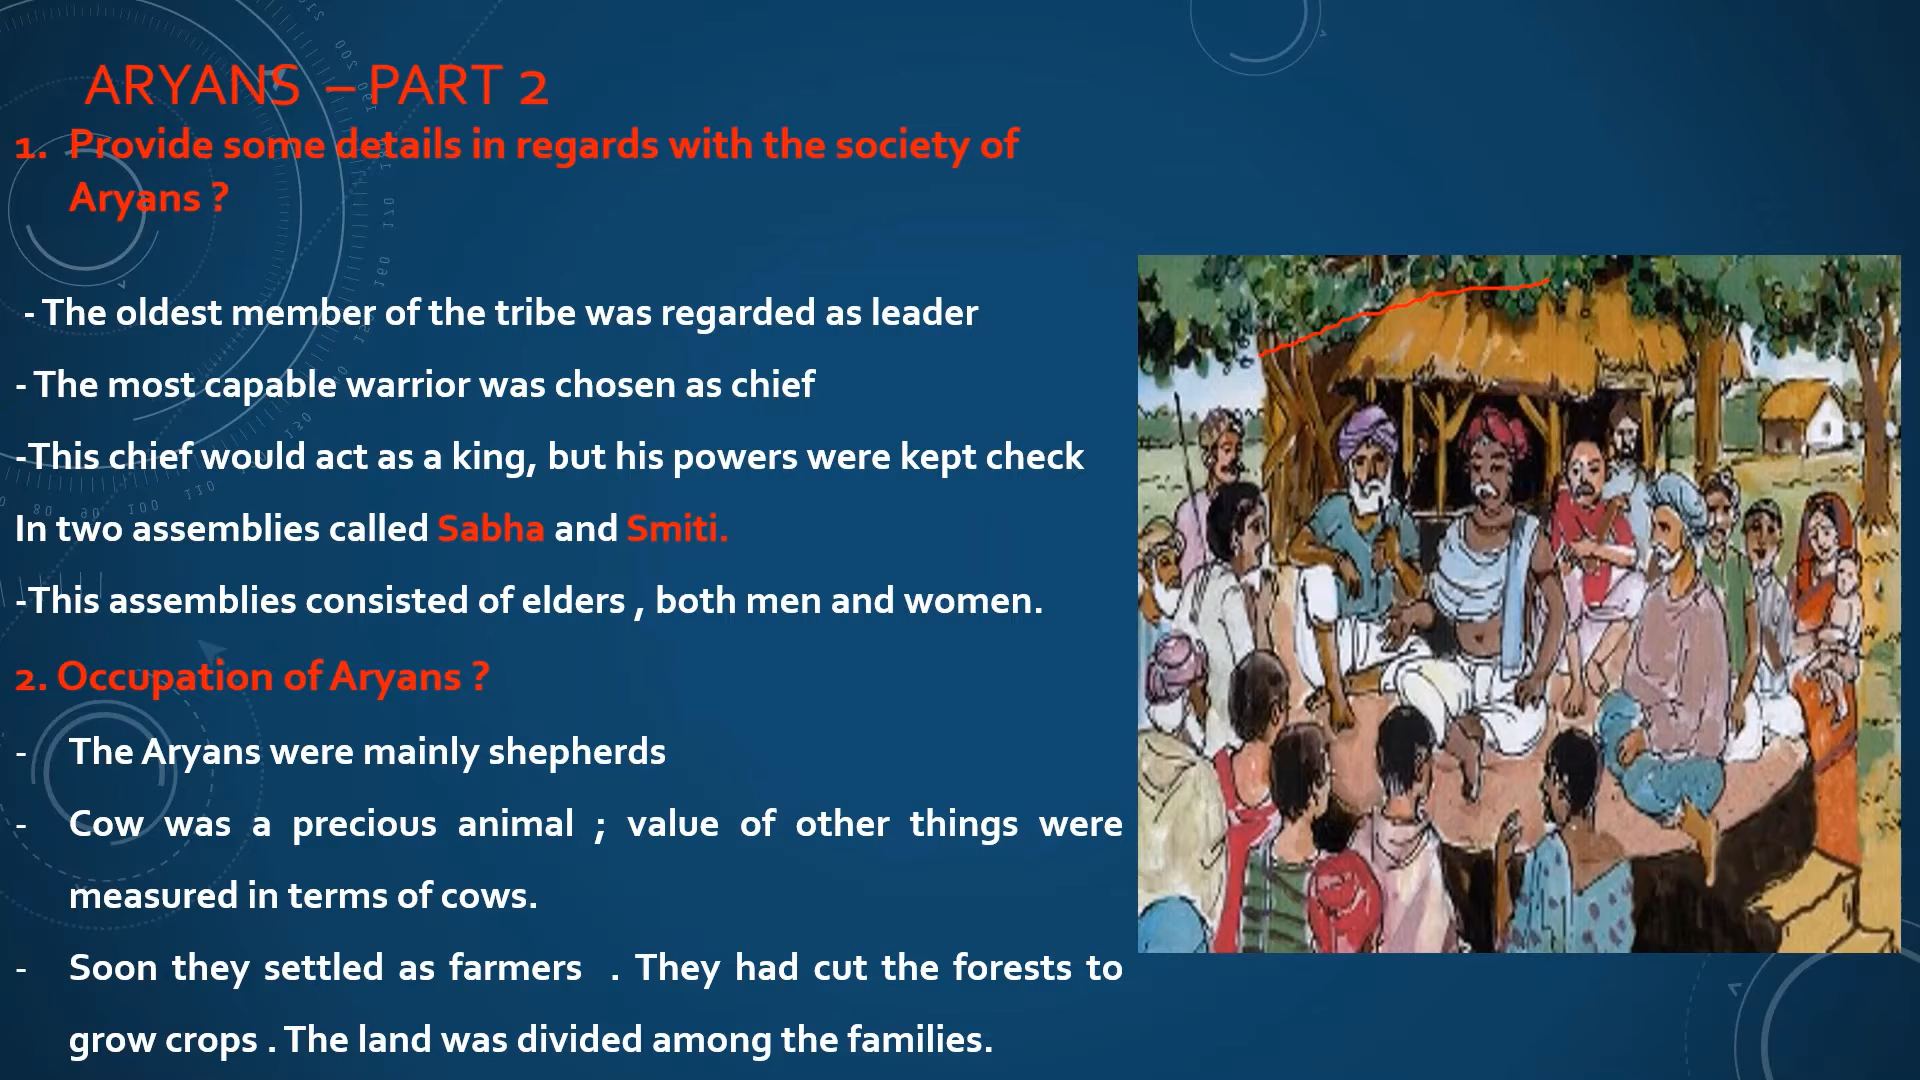 ARYANS – PART 2
1. Provide some details in regards with the society of
Aryans ?
- The oldest member of the tribe was regarded as leader
- The most capable warrior was chosen as chief
-This chief would act as a king, but his powers were kept check
In two assemblies called Sabha and Smiti.
-This assemblies consisted of elders , both men and women.
2. Occupation of Aryans ?
- The Aryans were mainly shepherds
- Cow was a precious animal ; value of other things were
measured in terms of cows.
- Soon they settled as farmers . They had cut the forests to
grow crops . The land was divided among the families.